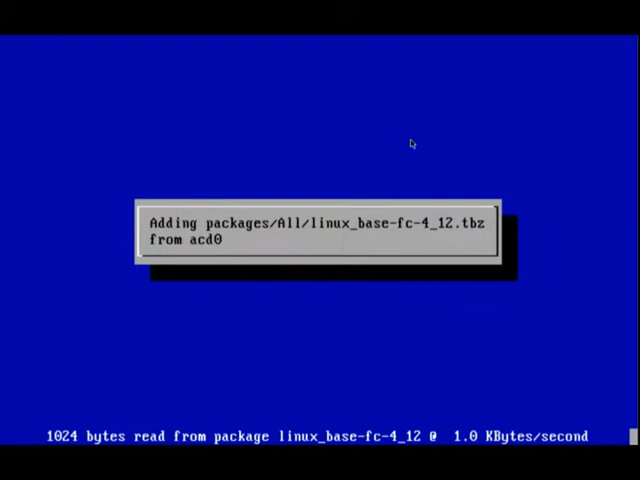 Adding packages/All/linux_base-fc-4_12.tbz
from acd0
1024 bytes read from package linux_base-fc-4_12 @  1.0 KBytes/second